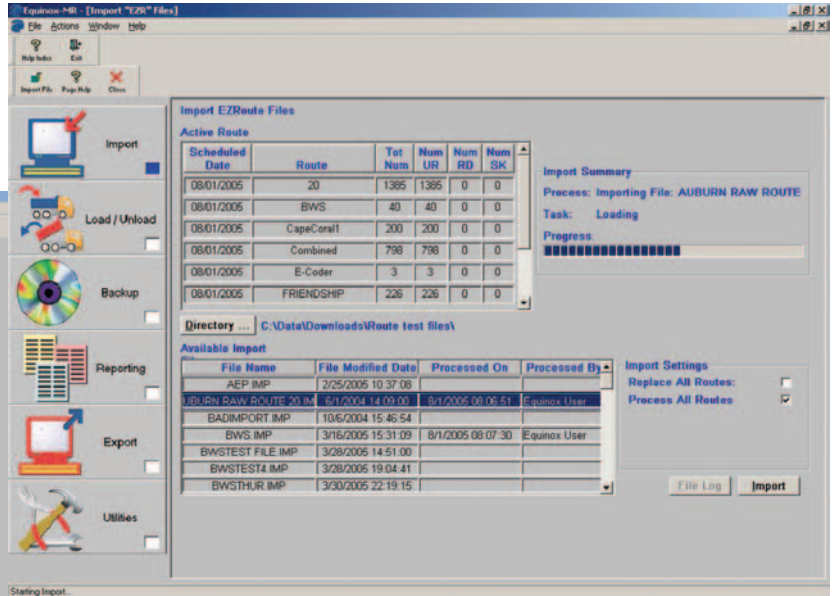 Equinox-MR - [Import "EZR" Files]
File Actions Window Help
Help Index Exit
Import File Page Help Close
Import
Load / Unload
Backup
Reporting
Export
Utilities
Import EZRoute Files
Active Route
Scheduled Date Route Tot Num Num UR Num RD Num SK
08/01/2005 20 1385 1385 0 0
08/01/2005 BWS 40 40 0 0
08/01/2005 CapeCoral1 200 200 0 0
08/01/2005 Combined 798 798 0 0
08/01/2005 E-Coder 3 3 0 0
08/01/2005 FRIENDSHIP 226 226 0 0
Import Summary
Process: Importing File: AUBURN RAW ROUTE
Task: Loading
Progress:
Directory ... C:\Data\Downloads\Route test files\
Available Import
File Name File Modified Date Processed On Processed By
AEP.IMP 2/25/2005 10:37:08
UBURN RAW ROUTE 20.IM 6/1/2004 14:09:00 8/1/2005 08:06:51 Equinox User
BADIMPORT.IMP 10/6/2004 15:46:54
BWS.IMP 3/16/2005 15:31:09 8/1/2005 08:07:30 Equinox User
BWSTEST FILE.IMP 3/28/2005 14:51:00
BWSTEST4.IMP 3/28/2005 19:04:41
BWSTHUR.IMP 3/30/2005 22:19:15
Import Settings
Replace All Routes:
Process All Routes
File Log Import
Starting Import...